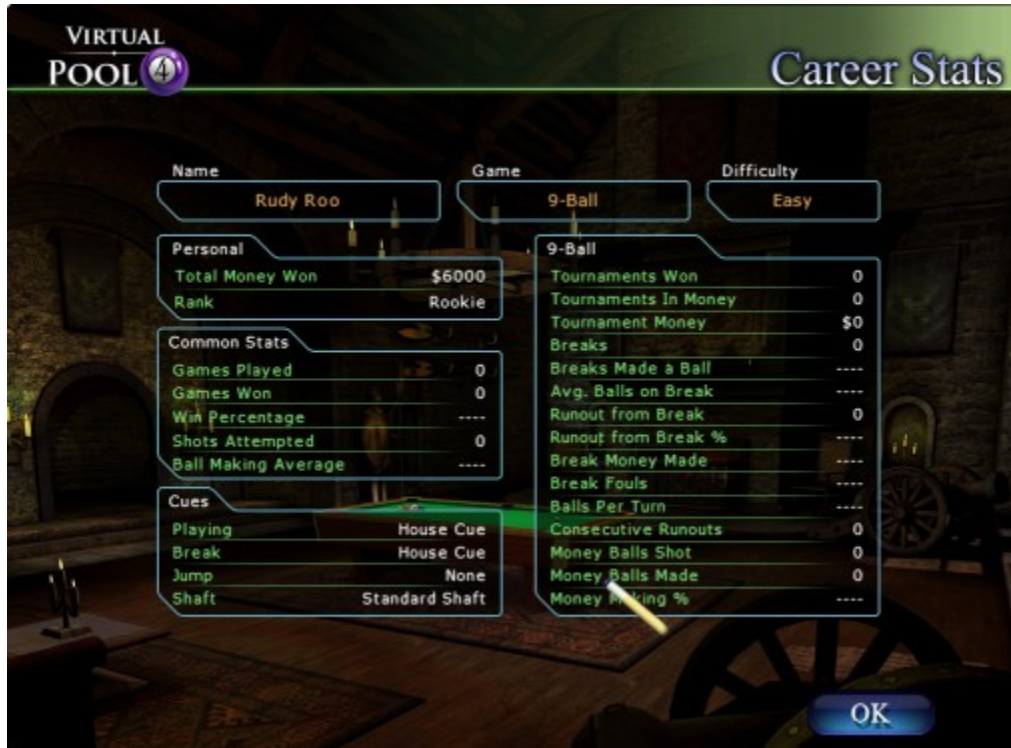 VIRTUAL
POOL 4
Career Stats
Name
Rudy Roo
Game
9-Ball
Difficulty
Easy
Personal
Total Money Won $6000
Rank Rookie
Common Stats
Games Played 0
Games Won 0
Win Percentage ----
Shots Attempted 0
Ball Making Average ----
Cues
Playing House Cue
Break House Cue
Jump None
Shaft Standard Shaft
9-Ball
Tournaments Won 0
Tournaments In Money 0
Tournament Money $0
Breaks 0
Breaks Made a Ball ----
Avg. Balls on Break ----
Runout from Break 0
Runout from Break % ----
Break Money Made ----
Break Fouls ----
Balls Per Turn ----
Consecutive Runouts 0
Money Balls Shot 0
Money Balls Made 0
Money Making % ----
OK